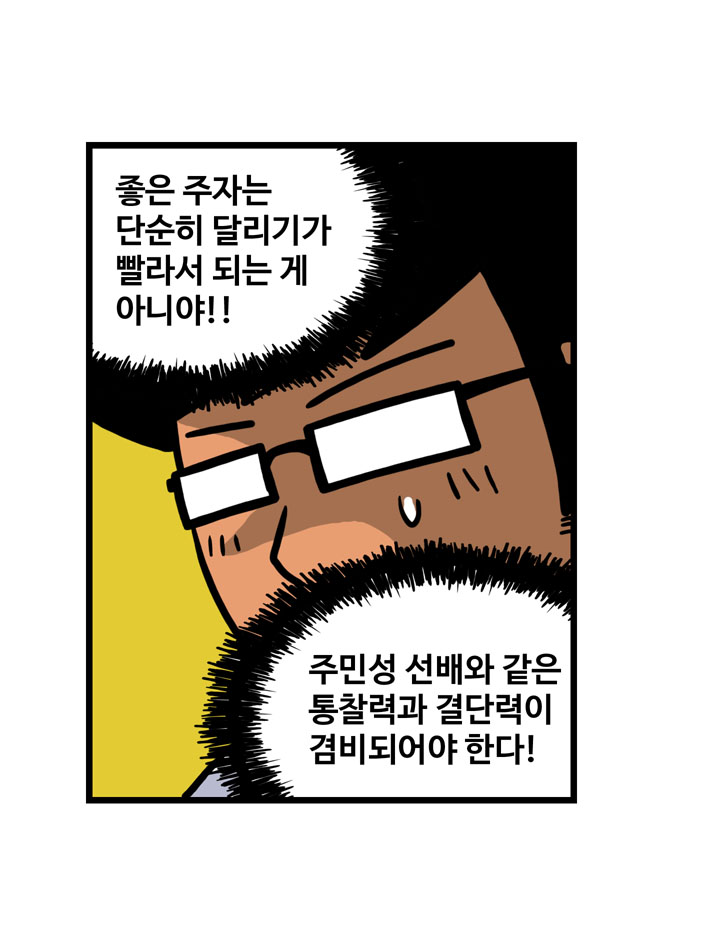 좋은 주자는
단순히 달리기가
빨라서 되는 게
아니야!!
주민성 선배와 같은
통찰력과 결단력이
겸비되어야 한다!